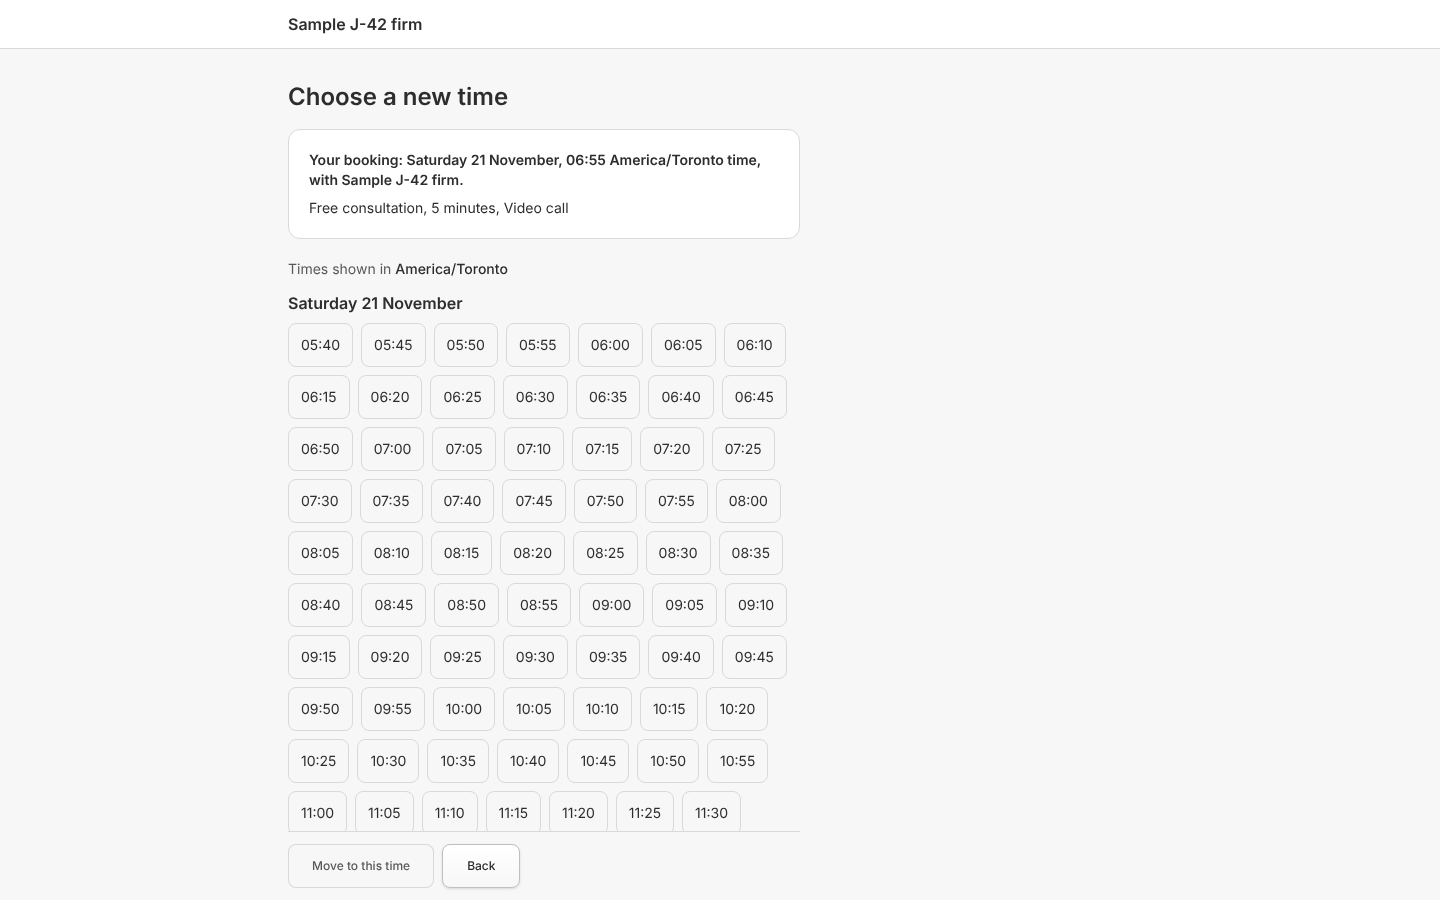 Sample J-42 firm
Choose a new time
Your booking: Saturday 21 November, 06:55 America/Toronto time,
with Sample J-42 firm.
Free consultation, 5 minutes, Video call
Times shown in America/Toronto
Saturday 21 November
05:40 05:45 05:50 05:55 06:00 06:05 06:10
06:15 06:20 06:25 06:30 06:35 06:40 06:45
06:50 07:00 07:05 07:10 07:15 07:20 07:25
07:30 07:35 07:40 07:45 07:50 07:55 08:00
08:05 08:10 08:15 08:20 08:25 08:30 08:35
08:40 08:45 08:50 08:55 09:00 09:05 09:10
09:15 09:20 09:25 09:30 09:35 09:40 09:45
09:50 09:55 10:00 10:05 10:10 10:15 10:20
10:25 10:30 10:35 10:40 10:45 10:50 10:55
11:00 11:05 11:10 11:15 11:20 11:25 11:30
Move to this time Back